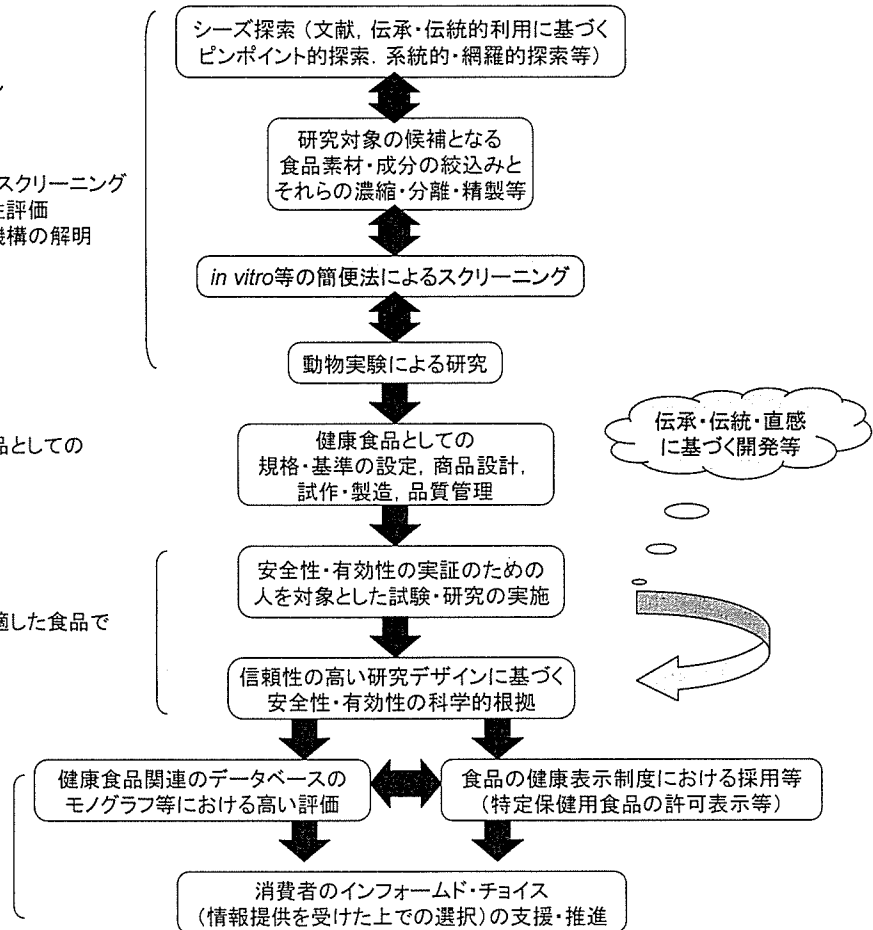 シーズ探索（文献，伝承・伝統的利用に基づく
ピンポイント的探索．系統的・網羅的探索等）
研究対象の候補となる
食品素材・成分の絞込みと
それらの濃縮・分離・精製等
スクリーニング
性評価
機構の解明
in vitro等の簡便法によるスクリーニング
動物実験による研究
品としての
健康食品としての
規格・基準の設定，商品設計，
試作・製造，品質管理
伝承・伝統・直感
に基づく開発等
安全性・有効性の実証のための
人を対象とした試験・研究の実施
適した食品で
信頼性の高い研究デザインに基づく
安全性・有効性の科学的根拠
健康食品関連のデータベースの
モノグラフ等における高い評価
食品の健康表示制度における採用等
（特定保健用食品の許可表示等）
消費者のインフォームド・チョイス
（情報提供を受けた上での選択）の支援・推進